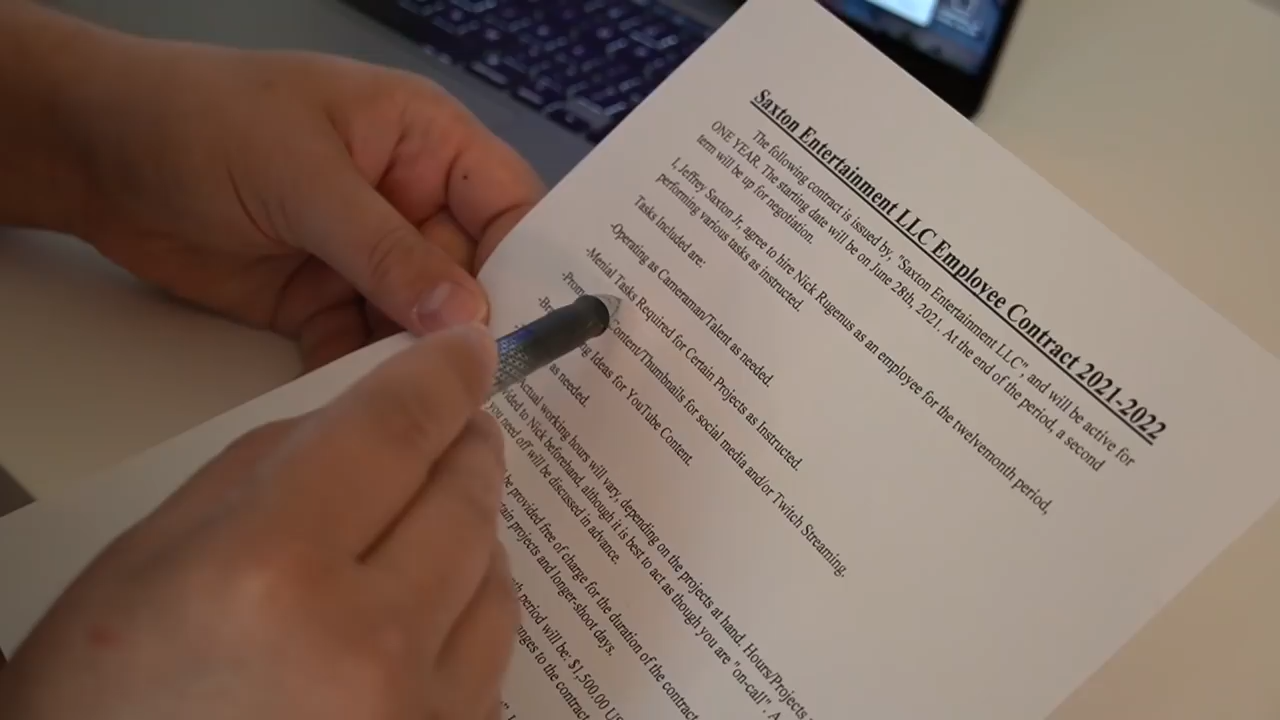 Saxton Entertainment LLC Employee Contract 2021-2022
The following contract is issued by, "Saxton Entertainment LLC", and will be active for
ONE YEAR. The starting date will be on June 28th, 2021. At the end of the period, a second
term will be up for negotiation.
I, Jeffrey Saxton Jr, agree to hire Nick Rugenus as an employee for the twelvemonth period,
performing various tasks as instructed.
Tasks Included are:
-Operating as Cameraman/Talent as needed.
-Menial Tasks Required for Certain Projects as Instructed.
Content/Thumbnails for social media and/or Twitch Streaming,
Ideas for YouTube Content.
as needed.
Actual working hours will vary, depending on the projects at hand. Hours/Projects
to Nick beforehand, although it is best to act as though you are "on-call". A
you need off will be discussed in advance.
be provided free of charge for the duration of the contract
projects and longer-shoot days.
period will be: $1,500.00
to the contract